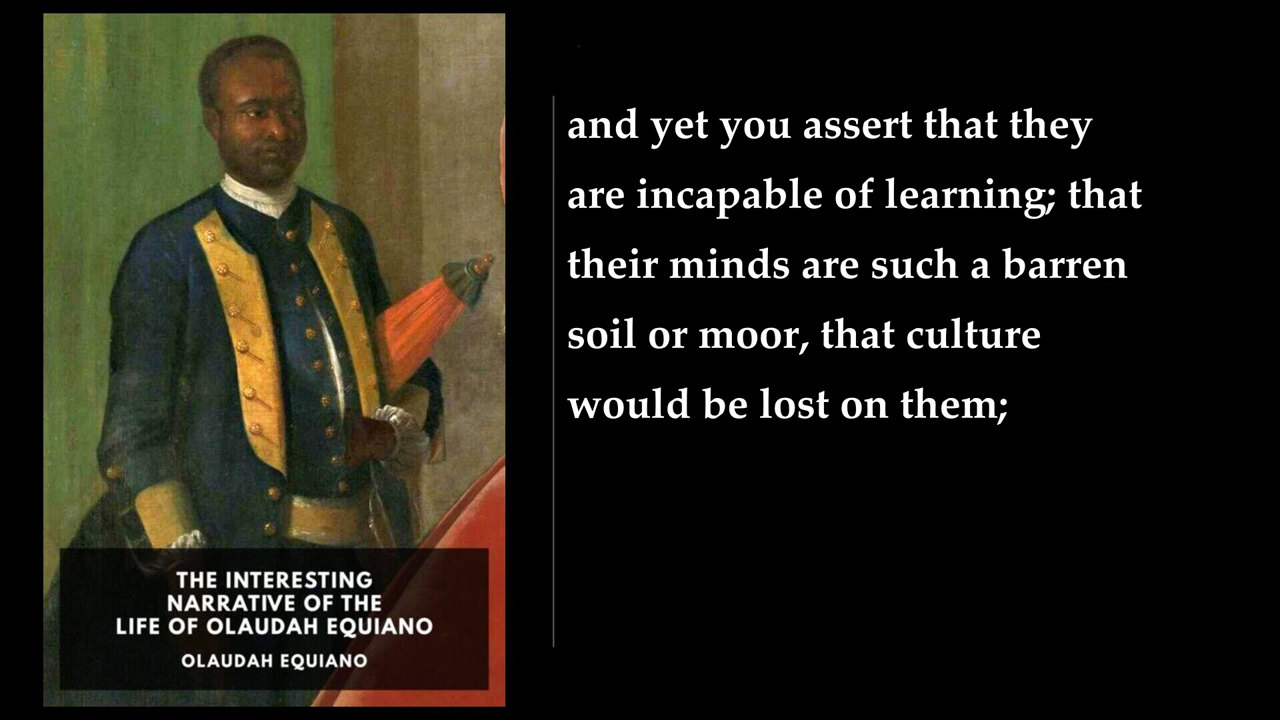 and yet you assert that they
are incapable of learning; that
their minds are such a barren
soil or moor, that culture
would be lost on them;
THE INTERESTING
NARRATIVE OF THE
LIFE OF OLAUDAH EQUIANO
OLAUDAH EQUIANO